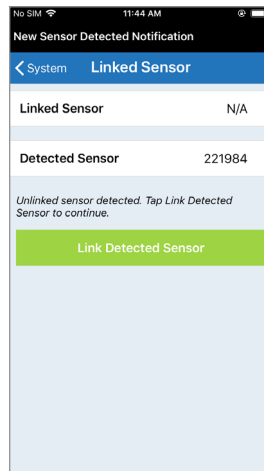 No SIM 11:44 AM
New Sensor Detected Notification
System Linked Sensor
Linked Sensor N/A
Detected Sensor 221984
Unlinked sensor detected. Tap Link Detected
Sensor to continue.
Link Detected Sensor